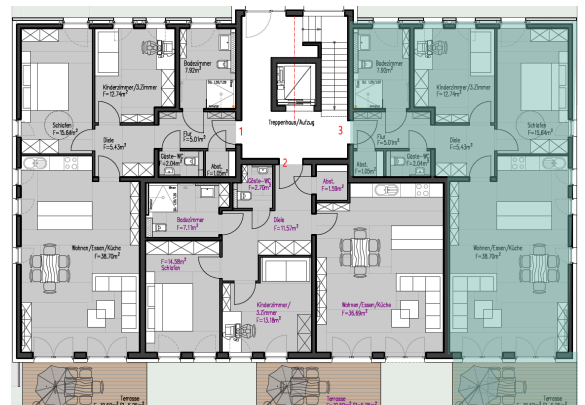 Badezimmer
7.92m²
Kinderzimmer/3.Zimmer
F=12.74m²
Schlafen
F=15.64m²
Diele
F=5.43m²
Flur
F=5.01m²
Gäste-WC
F=2.04m²
Abst.
F=1.05m²
Wohnen/Essen/Küche
F=38.70m²
Treppenhaus/Aufzug
1
2
3
Gäste-WC
F=2.70m²
Abst.
F=1.59m²
Badezimmer
F=7.11m²
Diele
F=11.57m²
F=14.58m²
Schlafen
Kinderzimmer/
3.Zimmer
F=13.18m²
Wohnen/Essen/Küche
F=36.69m²
Badezimmer
7.92m²
Kinderzimmer/3.Zimmer
F=12.74m²
Schlafen
F=15.64m²
Flur
F=5.01m²
Diele
F=5.43m²
Abst.
F=1.05m²
Gäste-WC
F=2.04m²
Wohnen/Essen/Küche
F=38.70m²
Terrasse
Terrasse
Terrasse